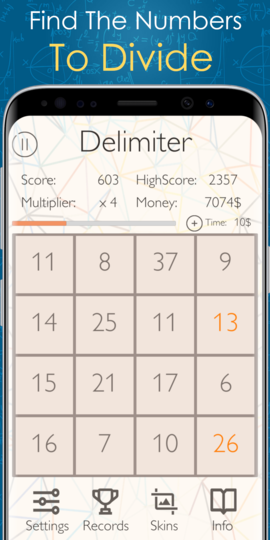 Find The Numbers
To Divide
Delimiter
Score: 603 HighScore: 2357
Multiplier: x 4 Money: 7074$
+ Time: 10$
11 8 37 9
14 25 11 13
15 21 17 6
16 7 10 26
Settings Records Skins Info